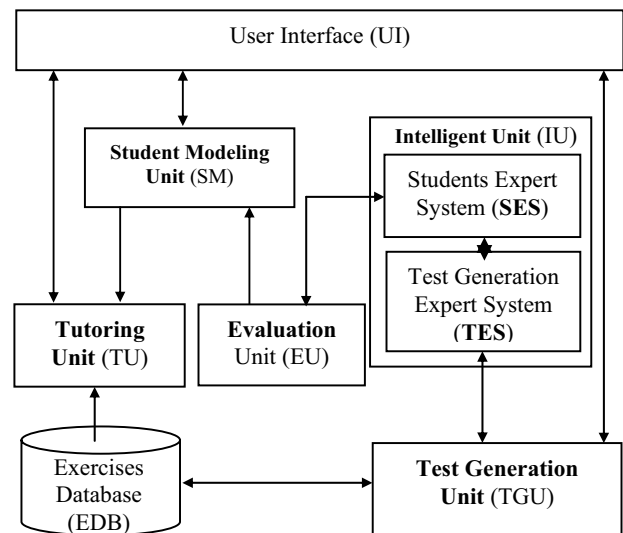 User Interface (UI)
Student Modeling
Unit (SM)
Intelligent Unit (IU)
Students Expert
System (SES)
Test Generation
Expert System
(TES)
Tutoring
Unit (TU)
Evaluation
Unit (EU)
Exercises
Database
(EDB)
Test Generation
Unit (TGU)